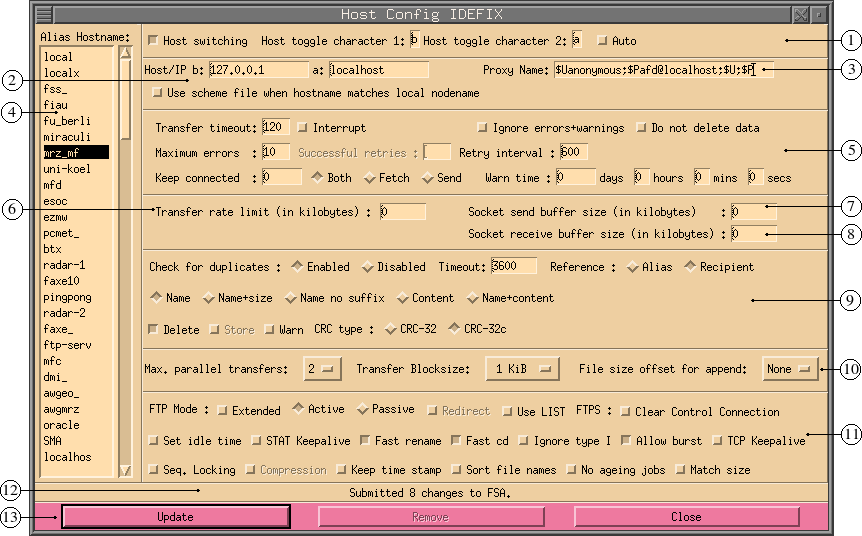 Host Config IDEFIX
Alias Hostname:
local
localx
fss_
fiau
fu_berli
miraculi
mrz_mf
uni-koel
mfd
esoc
ezmw
pcmet_
btx
radar-1
faxe10
pingpong
radar-2
faxe_
ftp-serv
mfc
dmi_
awgeo_
awgmrz
oracle
SMA
localhos
Host switching Host toggle character 1: b Host toggle character 2: a Auto
Host/IP b: 127.0.0.1 a: localhost Proxy Name: $Uanonymous;$Pafd@localhost;$U;$P
Use scheme file when hostname matches local nodename
Transfer timeout: 120 Interrupt Ignore errors+warnings Do not delete data
Maximum errors : 10 Successful retries : Retry interval : 600
Keep connected : 0 Both Fetch Send Warn time : 0 days 0 hours 0 mins 0 secs
Transfer rate limit (in kilobytes) : 0 Socket send buffer size (in kilobytes) : 0
Socket receive buffer size (in kilobytes) : 0
Check for duplicates : Enabled Disabled Timeout: 3600 Reference : Alias Recipient
Name Name+size Name no suffix Content Name+content
Delete Store Warn CRC type : CRC-32 CRC-32c
Max. parallel transfers: 2 Transfer Blocksize: 1 KiB File size offset for append: None
FTP Mode : Extended Active Passive Redirect Use LIST FTPS : Clear Control Connection
Set idle time STAT Keepalive Fast rename Fast cd Ignore type I Allow burst TCP Keepalive
Seq. Locking Compression Keep time stamp Sort file names No ageing jobs Match size
Submitted 8 changes to FSA.
Update Remove Close
1
2
3
4
5
6
7
8
9
10
11
12
13